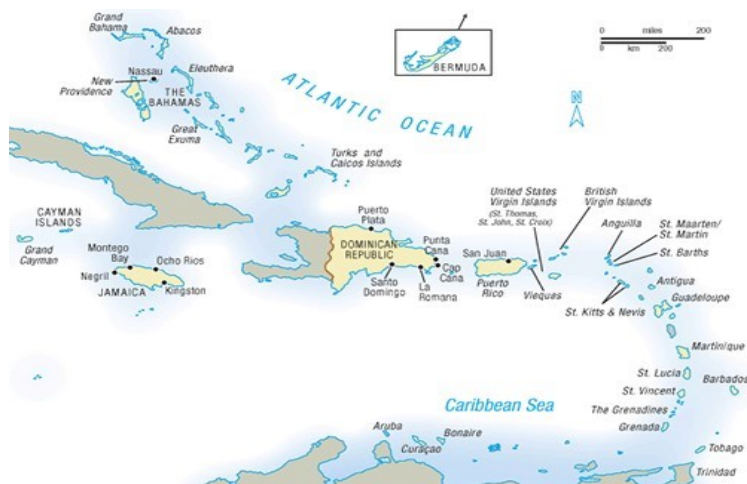 Grand
Bahama
Abacos
Nassau
Eleuthera
New
Providence
THE
BAHAMAS
Great
Exuma
ATLANTIC OCEAN
BERMUDA
0 miles 200
0 km 200
N
Turks and
Caicos Islands
CAYMAN
ISLANDS
Grand
Cayman
Montego
Bay
Ocho Rios
Negril
JAMAICA
Kingston
Puerto
Plata
DOMINICAN
REPUBLIC
Punta
Cana
Cap
Cana
Santo
Domingo
La
Romana
San Juan
Puerto
Rico
Vieques
United States
Virgin Islands
(St. Thomas,
St. John, St. Croix)
British
Virgin Islands
Anguilla
St. Maarten/
St. Martin
St. Barths
Antigua
St. Kitts & Nevis
Guadeloupe
Martinique
St. Lucia
Barbados
St. Vincent
The Grenadines
Grenada
Caribbean Sea
Aruba
Curaçao
Bonaire
Tobago
Trinidad